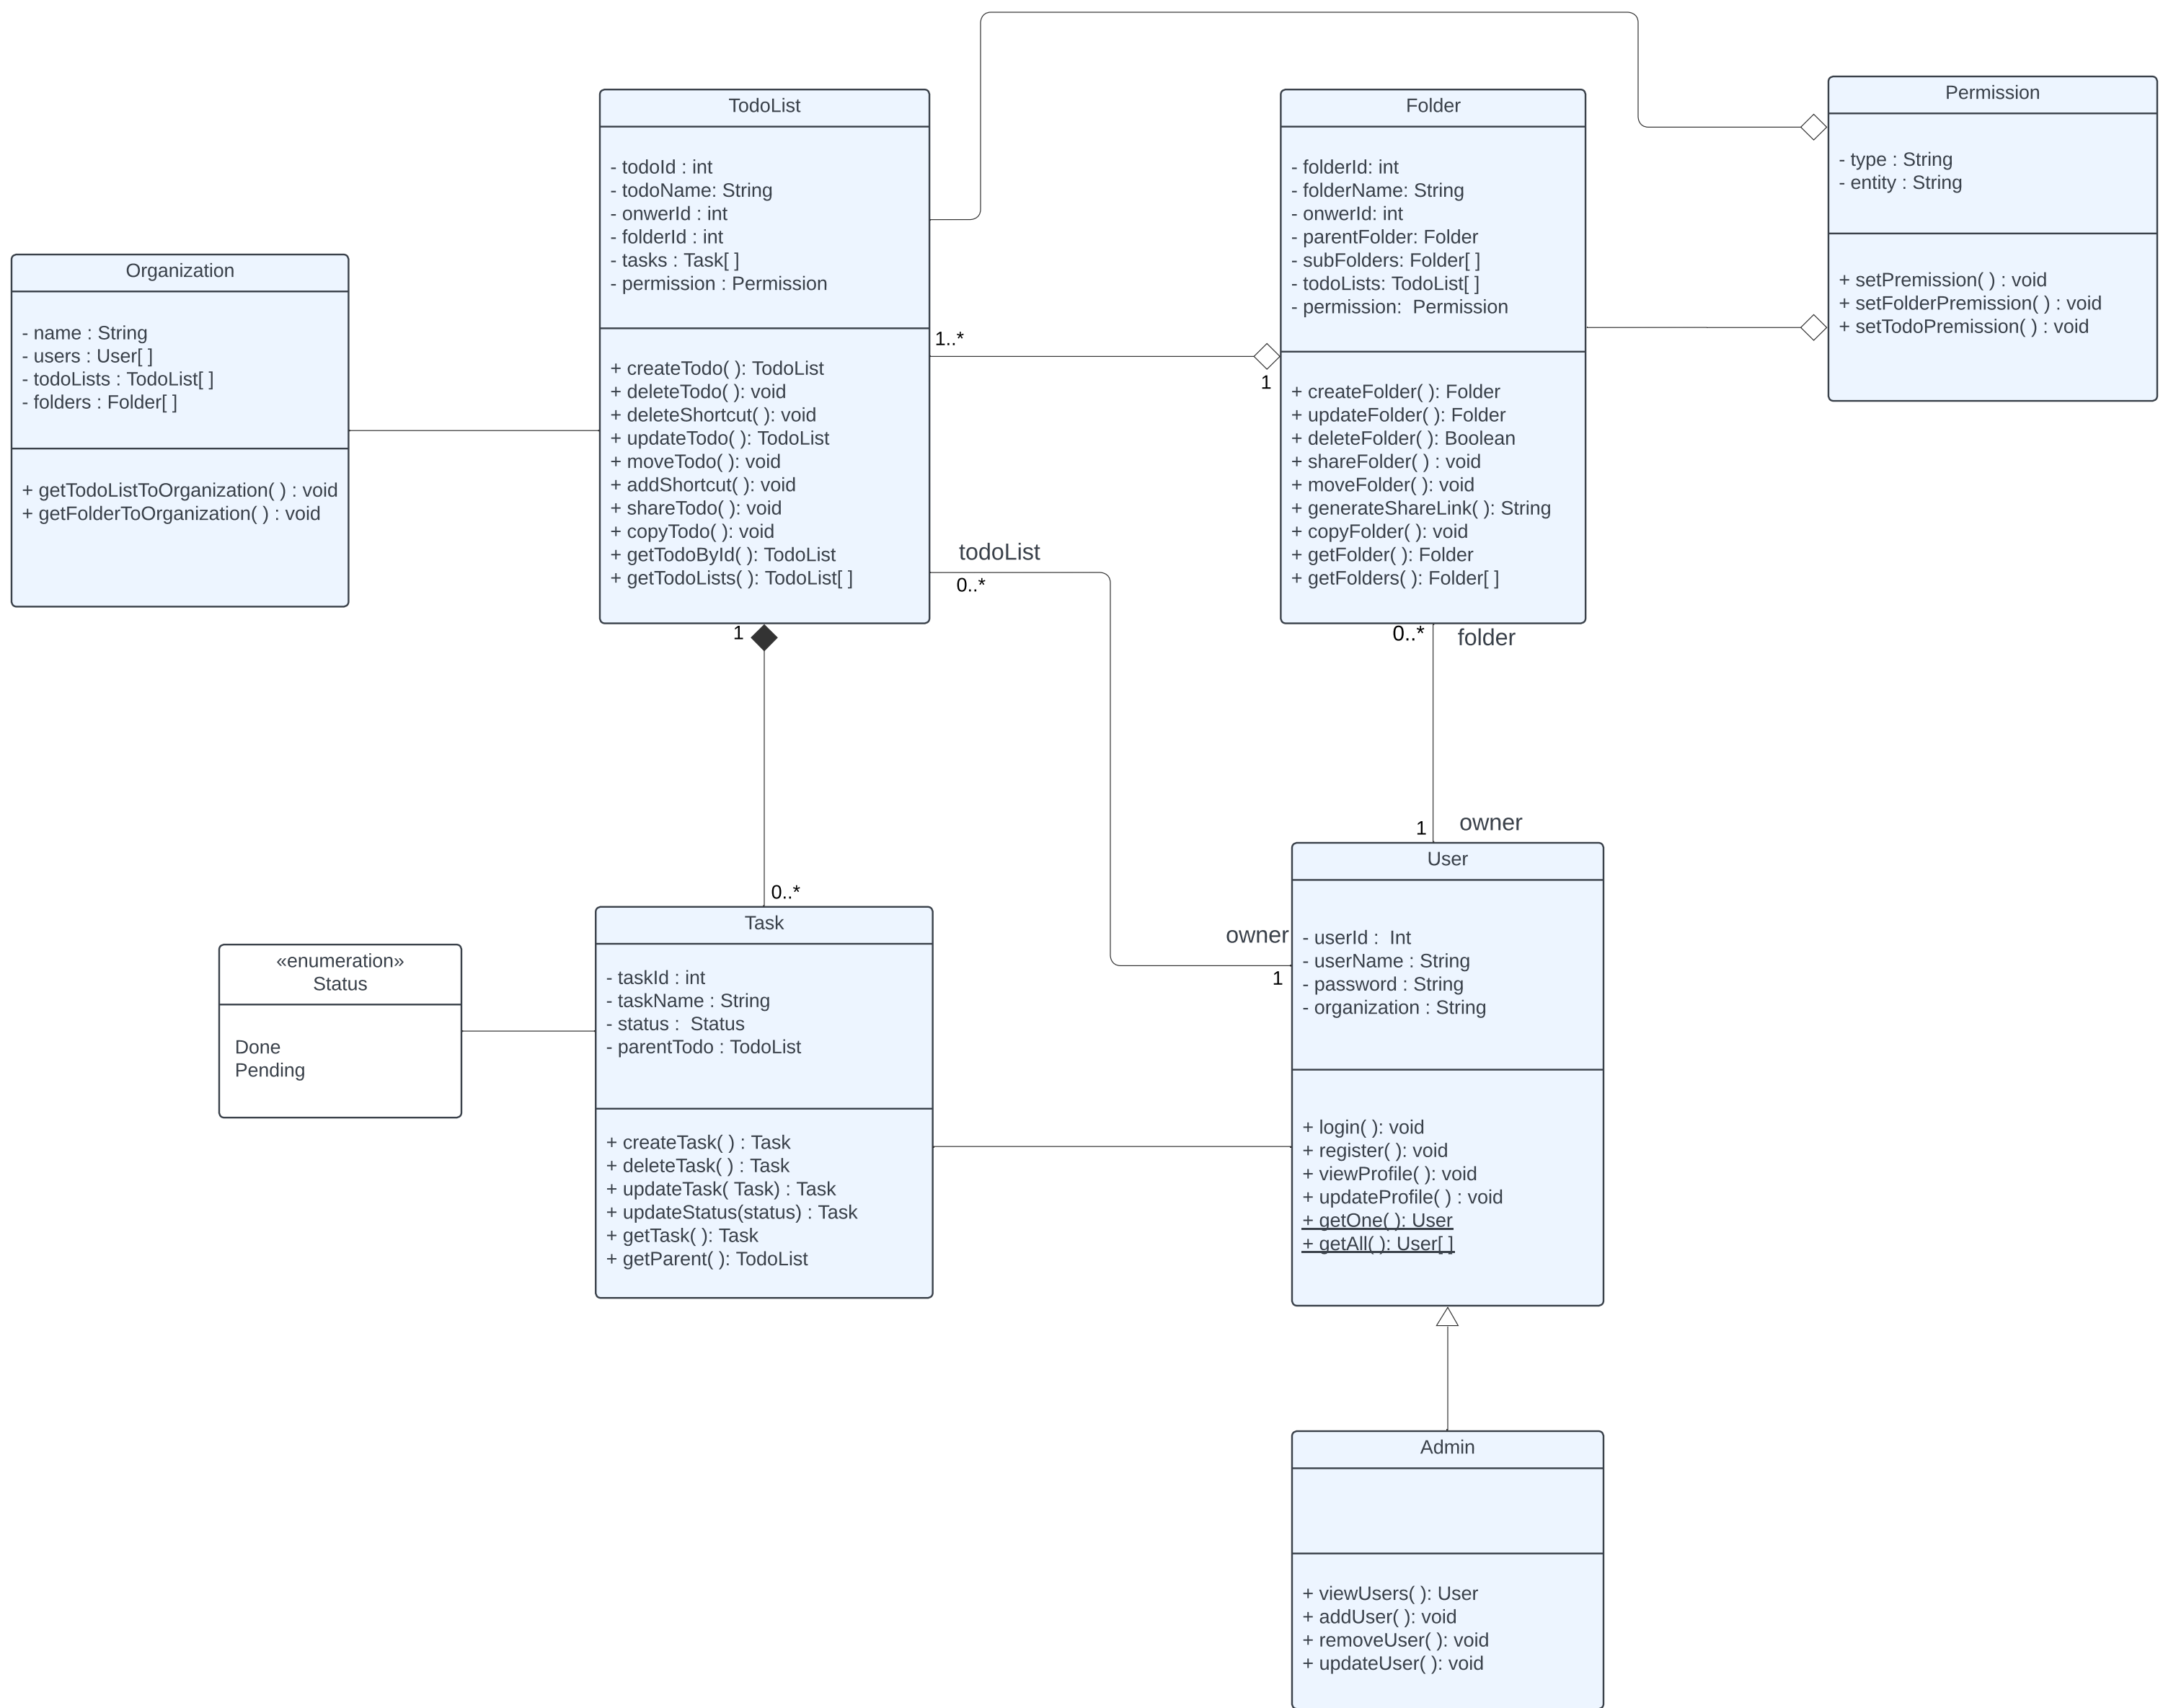 TodoList
- todoId : int
- todoName: String
- onwerId : int
- folderId : int
- tasks : Task[ ]
- permission : Permission
+ createTodo( ): TodoList
+ deleteTodo( ): void
+ deleteShortcut( ): void
+ updateTodo( ): TodoList
+ moveTodo( ): void
+ addShortcut( ): void
+ shareTodo( ): void
+ copyTodo( ): void
+ getTodoById( ): TodoList
+ getTodoLists( ): TodoList[ ]
Folder
- folderId: int
- folderName: String
- onwerId: int
- parentFolder: Folder
- subFolders: Folder[ ]
- todoLists: TodoList[ ]
- permission:  Permission
+ createFolder( ): Folder
+ updateFolder( ): Folder
+ deleteFolder( ): Boolean
+ shareFolder( ) : void
+ moveFolder( ): void
+ generateShareLink( ): String
+ copyFolder( ): void
+ getFolder( ): Folder
+ getFolders( ): Folder[ ]
Permission
- type : String
- entity : String
+ setPremission( ) : void
+ setFolderPremission( ) : void
+ setTodoPremission( ) : void
Organization
- name : String
- users : User[ ]
- todoLists : TodoList[ ]
- folders : Folder[ ]
+ getTodoListToOrganization( ) : void
+ getFolderToOrganization( ) : void
1..*
1
todoList
0..*
1
0..*
folder
0..*
1
owner
owner
1
«enumeration»
Status
Done
Pending
Task
- taskId : int
- taskName : String
- status :  Status
- parentTodo : TodoList
+ createTask( ) : Task
+ deleteTask( ) : Task
+ updateTask( Task) : Task
+ updateStatus(status) : Task
+ getTask( ): Task
+ getParent( ): TodoList
User
- userId :  Int
- userName : String
- password : String
- organization : String
+ login( ): void
+ register( ): void
+ viewProfile( ): void
+ updateProfile( ) : void
+ getOne( ): User
+ getAll( ): User[ ]
Admin
+ viewUsers( ): User
+ addUser( ): void
+ removeUser( ): void
+ updateUser( ): void